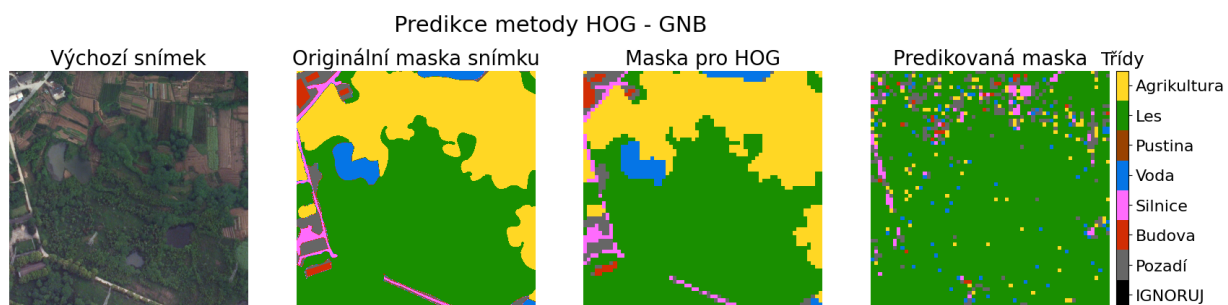 Predikce metody HOG - GNB
Výchozí snímek
Originální maska snímku
Maska pro HOG
Predikovaná maska
Třídy
Agrikultura
Les
Pustina
Voda
Silnice
Budova
Pozadí
IGNORUJ